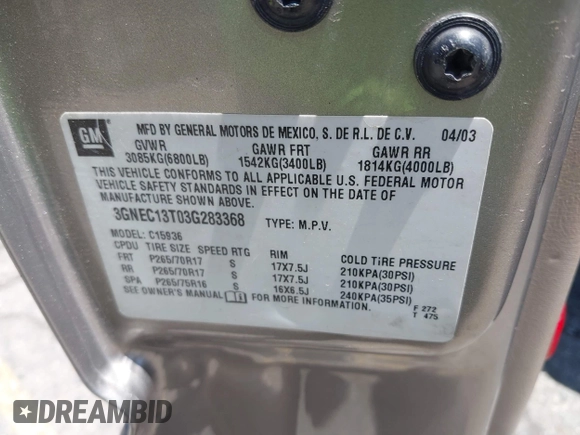 GM
MFD BY GENERAL MOTORS DE MEXICO, S. DE R.L. DE C.V. 04/03
GVWR GAWR FRT GAWR RR
3085KG(6800LB) 1542KG(3400LB) 1814KG(4000LB)
THIS VEHICLE CONFORMS TO ALL APPLICABLE U.S. FEDERAL MOTOR
VEHICLE SAFETY STANDARDS IN EFFECT ON THE DATE OF
MANUFACTURE SHOWN ABOVE.
3GNEC13T03G283368 TYPE: M.P.V.
MODEL: C15936
CPDU TIRE SIZE SPEED RTG RIM COLD TIRE PRESSURE
FRT P265/70R17 S 17X7.5J 210KPA(30PSI)
RR P265/70R17 S 17X7.5J 210KPA(30PSI)
SPA P265/75R16 S 16X6.5J 240KPA(35PSI)
SEE OWNER'S MANUAL FOR MORE INFORMATION.
F 272
T 475
DREAMBID